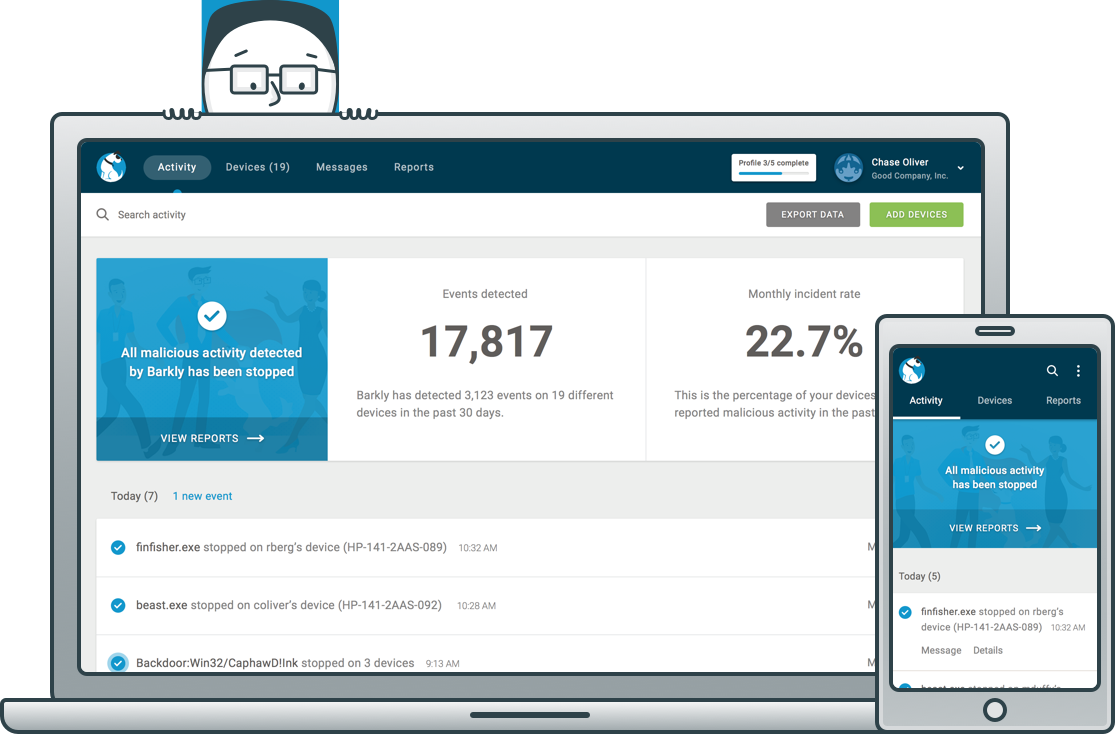 Activity
Devices (19)
Messages
Reports
Profile 3/5 complete
Chase Oliver
Good Company, Inc.
Search activity
EXPORT DATA
ADD DEVICES
All malicious activity detected
by Barkly has been stopped
VIEW REPORTS
Events detected
17,817
Barkly has detected 3,123 events on 19 different
devices in the past 30 days.
Monthly incident rate
22.7%
This is the percentage of your devices
reported malicious activity in the past
Today (7)
1 new event
finfisher.exe stopped on rberg's device (HP-141-2AAS-089) 10:32 AM
beast.exe stopped on coliver's device (HP-141-2AAS-092) 10:28 AM
Backdoor:Win32/CaphawD!lnk stopped on 3 devices 9:13 AM
Activity
Devices
Reports
All malicious activity
has been stopped
VIEW REPORTS
Today (5)
finfisher.exe stopped on rberg's
device (HP-141-2AAS-089) 10:32 AM
Message
Details